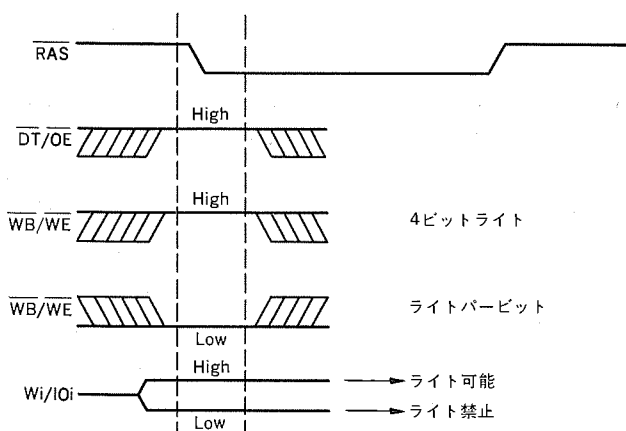 RAS
High
DT/OE
High
WB/WE 4ビットライト
WB/WE ライトパービット
Low
High
Wi/IOi ライト可能
ライト禁止
Low